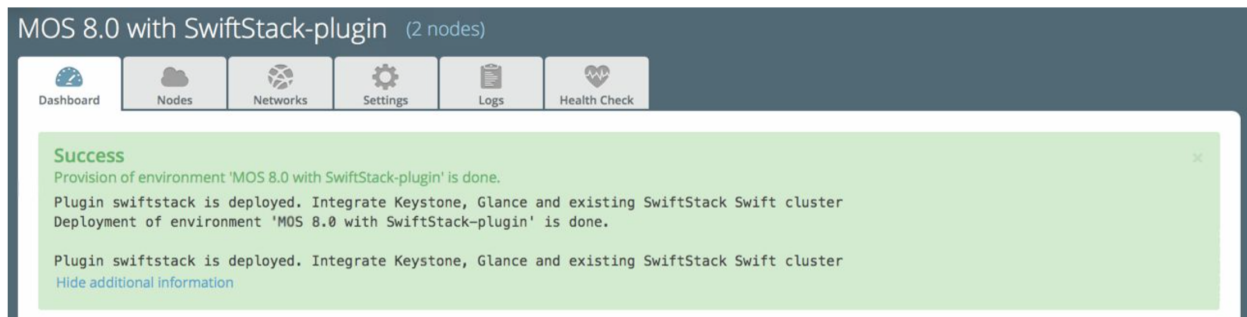 MOS 8.0 with SwiftStack-plugin (2 nodes)
Dashboard Nodes Networks Settings Logs Health Check
Success ×
Provision of environment 'MOS 8.0 with SwiftStack-plugin' is done.
Plugin swiftstack is deployed. Integrate Keystone, Glance and existing SwiftStack Swift cluster
Deployment of environment 'MOS 8.0 with SwiftStack-plugin' is done.
Plugin swiftstack is deployed. Integrate Keystone, Glance and existing SwiftStack Swift cluster
Hide additional information